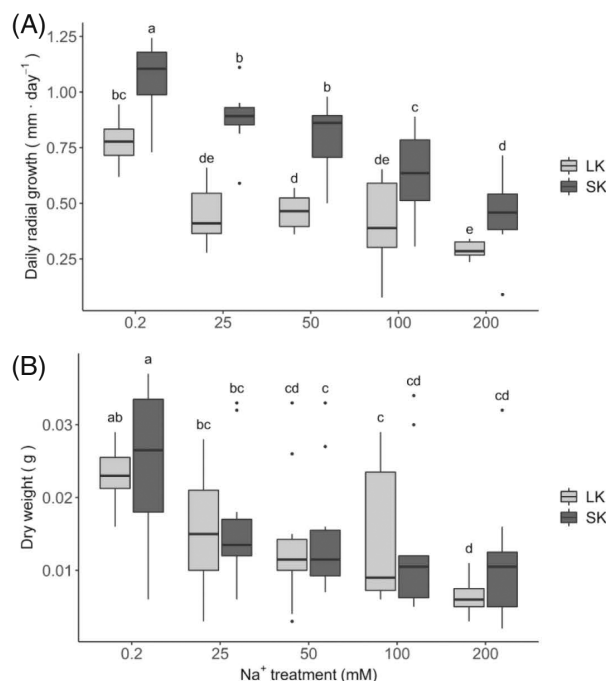 (A)
Daily radial growth ( mm · day⁻¹ )
1.25
1.00
0.75
0.50
0.25
bc
a
de
b
d
b
de
c
e
d
0.2
25
50
100
200
LK
SK
(B)
Dry weight ( g )
0.03
0.02
0.01
ab
a
bc
bc
cd
c
c
cd
d
cd
0.2
25
50
100
200
LK
SK
Na⁺ treatment (mM)